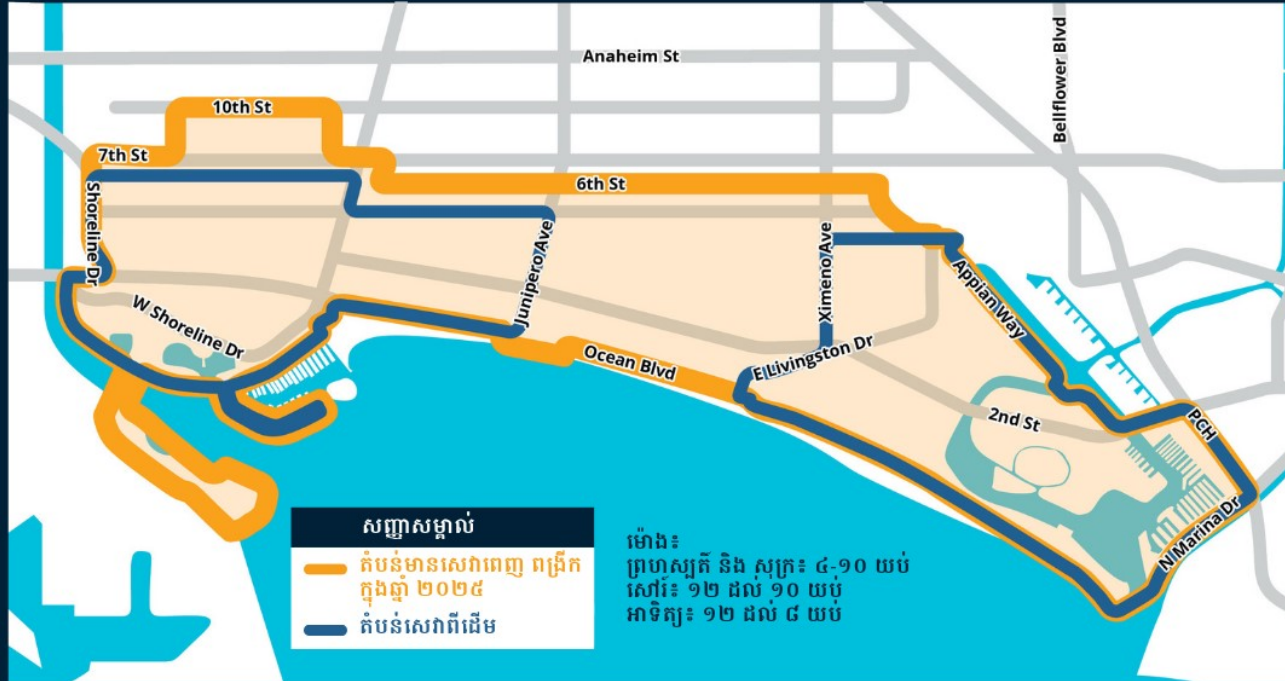 Anaheim St
Bellflower Blvd
10th St
7th St
6th St
Shoreline Dr
Junipero Ave
Ximeno Ave
Appian Way
W Shoreline Dr
Ocean Blvd
E Livingston Dr
2nd St
PCH
N Marina Dr
សញ្ញាសម្គាល់
តំបន់មានសេវាពេញ ពង្រីក
ក្នុងឆ្នាំ ២០២៥
តំបន់សេវាពីដើម
ម៉ោង៖
ព្រហស្បតិ៍ និង សុក្រ៖ ៤-១០ យប់
សៅរ៍៖ ១២ ដល់ ១០ យប់
អាទិត្យ៖ ១២ ដល់ ៨ យប់